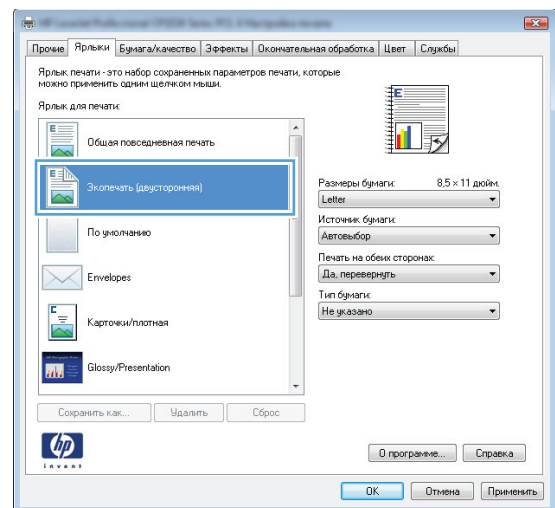 Прочие Ярлыки Бумага/качество Эффекты Окончательная обработка Цвет Службы
Ярлык печати - это набор сохраненных параметров печати, которые
можно применить одним щелчком мыши.
Ярлык для печати:
Общая повседневная печать
Экопечать (двусторонняя)
По умолчанию
Envelopes
Карточки/плотная
Glossy/Presentation
Сохранить как... Удалить Сброс
Размеры бумаги: 8,5 × 11 дюйм.
Letter
Источник бумаги:
Автовыбор
Печать на обеих сторонах:
Да, перевернуть
Тип бумаги:
Не указано
hp
invent
О программе... Справка
OK Отмена Применить